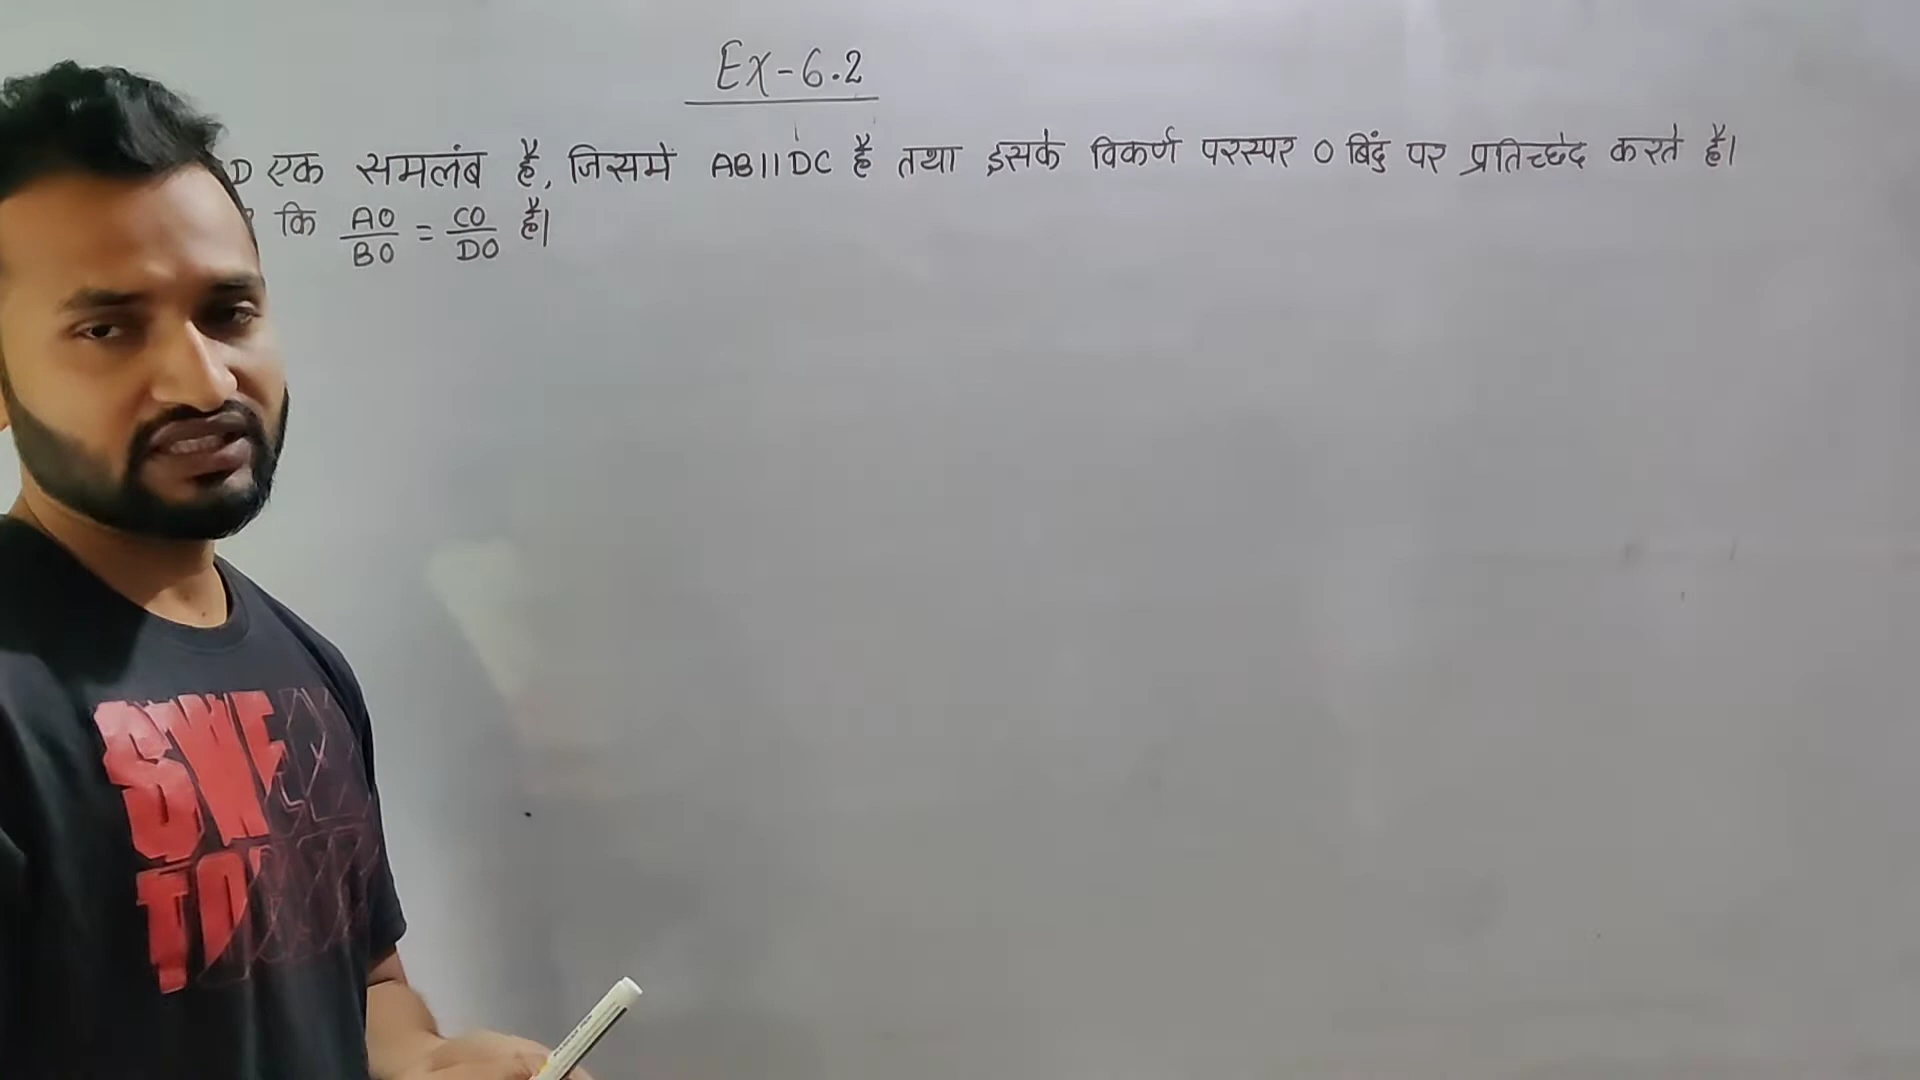 Ex-6.2
D एक समलंब है, जिसमें AB||DC है तथा इसके विकर्ण परस्पर O बिंदु पर प्रतिच्छेद करते हैं।
कि AO/BO = CO/DO है।